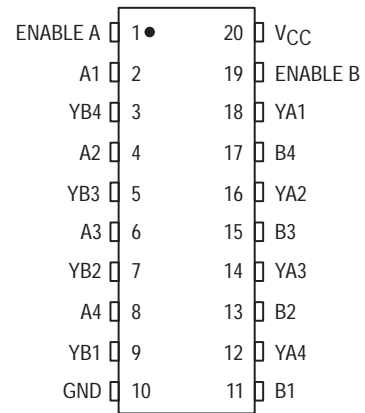 ENABLE A 1 20 VCC
A1 2 19 ENABLE B
YB4 3 18 YA1
A2 4 17 B4
YB3 5 16 YA2
A3 6 15 B3
YB2 7 14 YA3
A4 8 13 B2
YB1 9 12 YA4
GND 10 11 B1